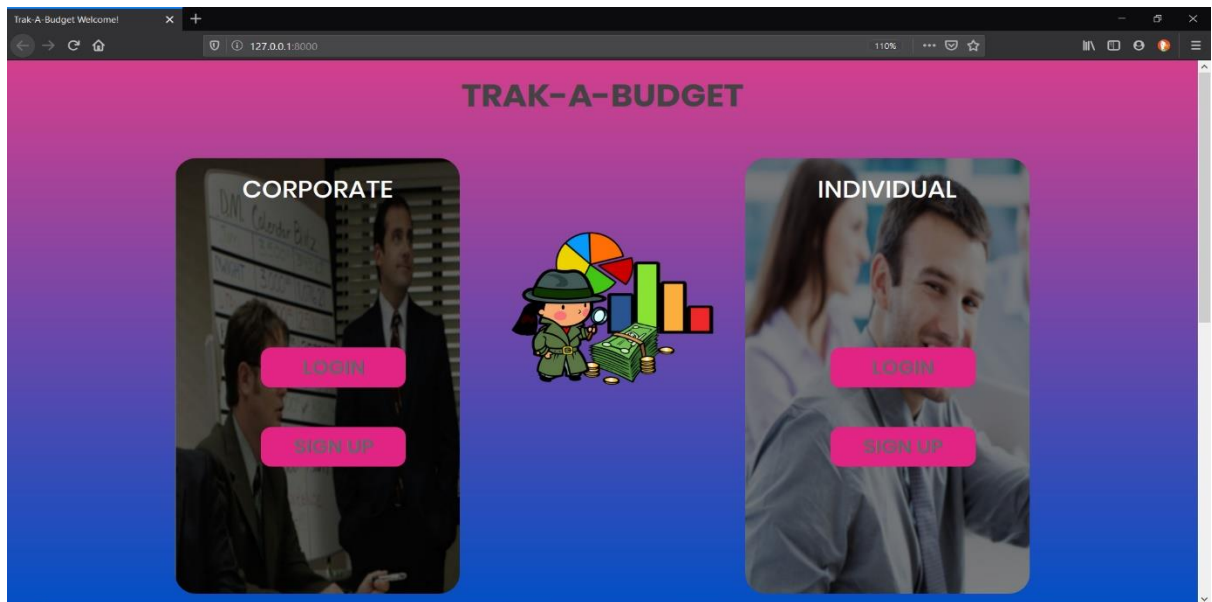 Trak-A-Budget Welcome!
127.0.0.1:8000
110%
TRAK-A-BUDGET
CORPORATE
INDIVIDUAL
LOGIN
SIGN UP
LOGIN
SIGN UP